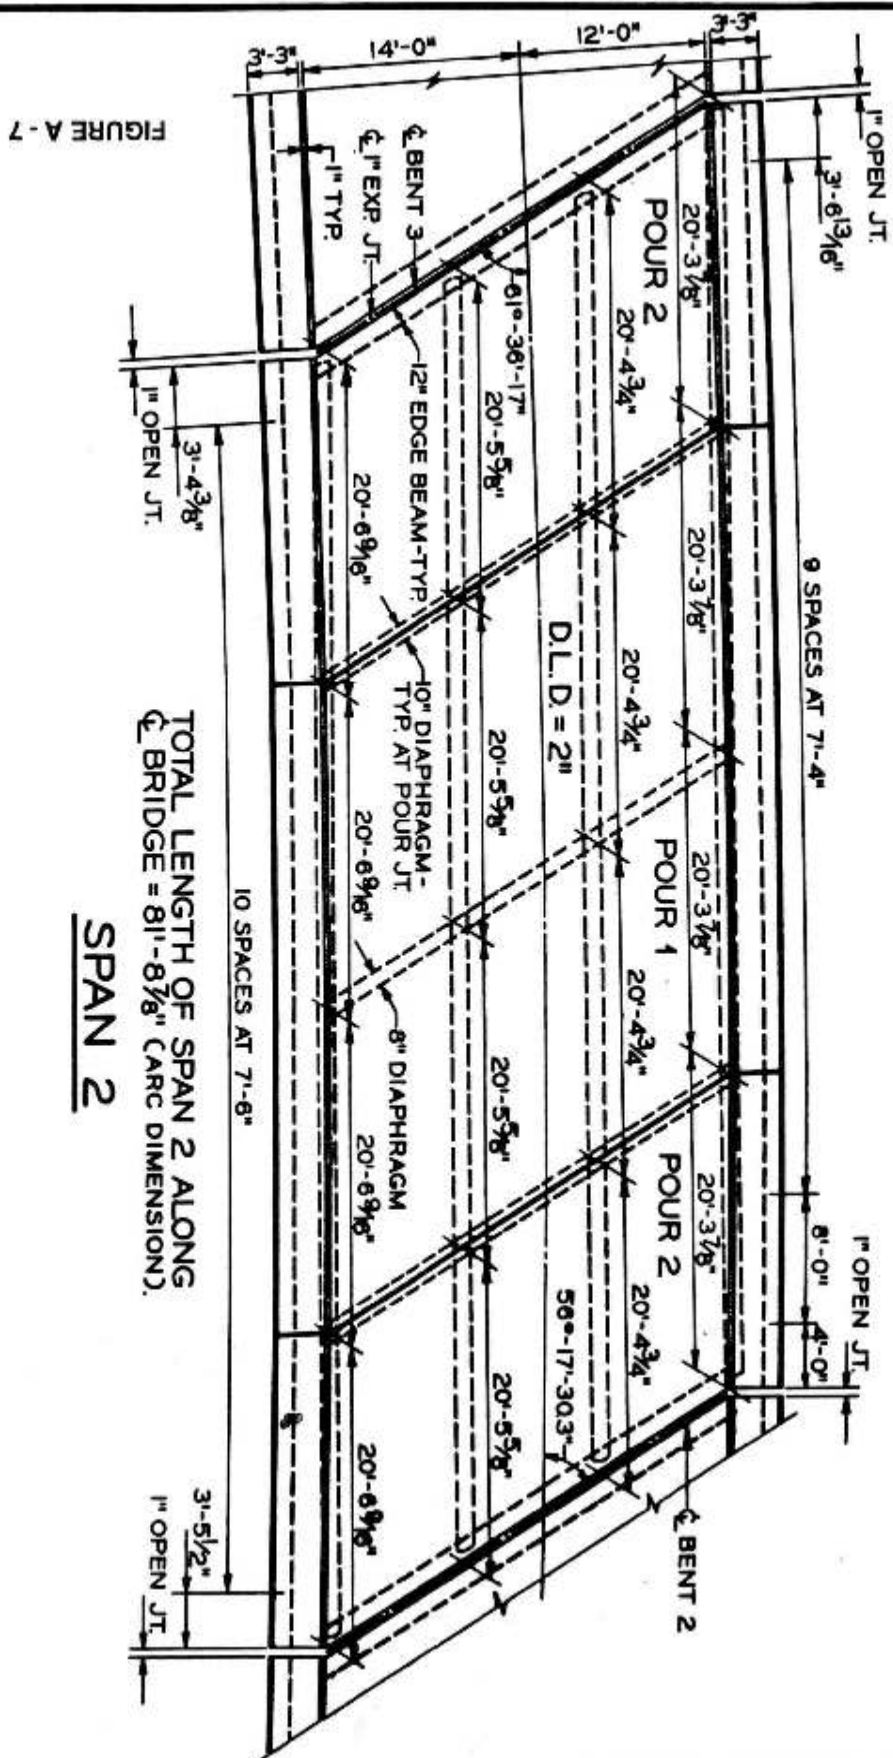 FIGURE A-7
3'-3"
14'-0"
12'-0"
3'-3"
1" OPEN JT.
3'-6 13/16"
9 SPACES AT 7'-4"
8'-0"
4'-0"
1" OPEN JT.
POUR 2
20'-3 7/8"
20'-3 7/8"
POUR 1
20'-3 7/8"
POUR 2
20'-3 7/8"
20'-4 3/4"
20'-4 3/4"
20'-4 3/4"
20'-4 3/4"
61°-36'-17"
D.L.D. = 2"
56°-17'-30.3"
℄ BENT 2
20'-5 5/8"
20'-5 5/8"
20'-5 5/8"
20'-5 5/8"
℄ BENT 3
℄ 1" EXP. JT.
1" TYP.
12" EDGE BEAM-TYP.
10" DIAPHRAGM-
TYP. AT POUR JT.
8" DIAPHRAGM
20'-6 9/16"
20'-6 9/16"
20'-6 9/16"
20'-6 9/16"
1" OPEN JT.
3'-4 3/8"
10 SPACES AT 7'-6"
3'-5 1/2"
1" OPEN JT.
TOTAL LENGTH OF SPAN 2 ALONG
℄ BRIDGE = 81'-8 7/8" (ARC DIMENSION).
SPAN 2